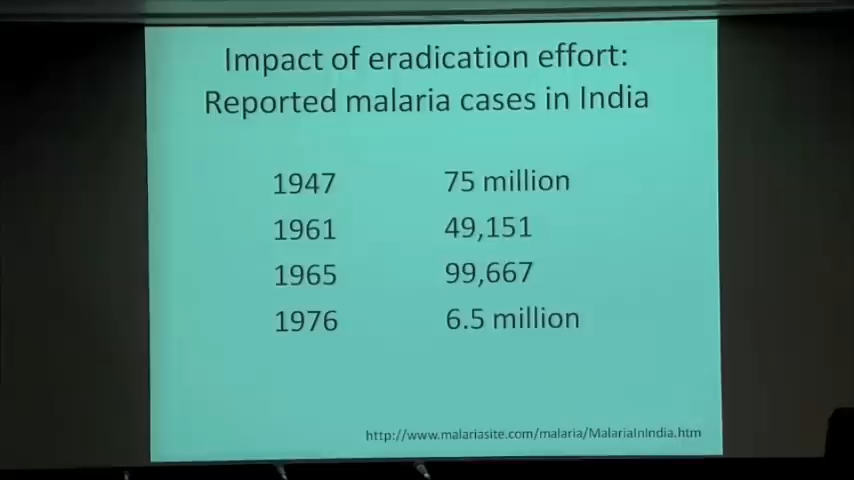 Impact of eradication effort:
Reported malaria cases in India
1947 75 million
1961 49,151
1965 99,667
1976 6.5 million
http://www.malariasite.com/malaria/MalariaInIndia.htm